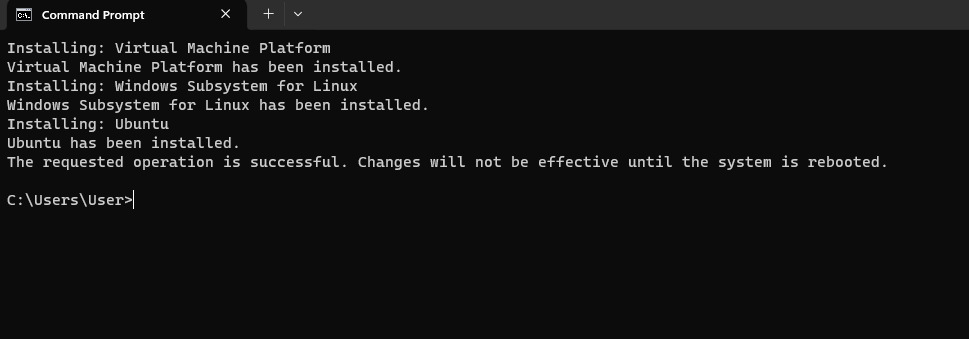 Command Prompt
Installing: Virtual Machine Platform
Virtual Machine Platform has been installed.
Installing: Windows Subsystem for Linux
Windows Subsystem for Linux has been installed.
Installing: Ubuntu
Ubuntu has been installed.
The requested operation is successful. Changes will not be effective until the system is rebooted.
C:\Users\User>